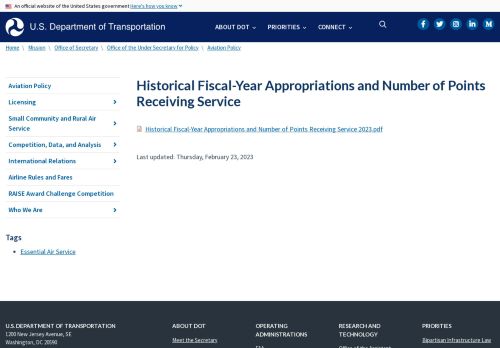 An official website of the United States government Here's how you know
U.S. Department of Transportation
ABOUT DOT
PRIORITIES
CONNECT
Home \ Mission \ Office of Secretary \ Office of the Under Secretary for Policy \ Aviation Policy
Aviation Policy
Licensing
Small Community and Rural Air
Service
Competition, Data, and Analysis
International Relations
Airline Rules and Fares
RAISE Award Challenge Competition
Who We Are
Tags
Essential Air Service
Historical Fiscal-Year Appropriations and Number of Points
Receiving Service
Historical Fiscal-Year Appropriations and Number of Points Receiving Service 2023.pdf
Last updated: Thursday, February 23, 2023
U.S. DEPARTMENT OF TRANSPORTATION
1200 New Jersey Avenue, SE
Washington, DC 20590
ABOUT DOT
Meet the Secretary
OPERATING
ADMINISTRATIONS
RESEARCH AND
TECHNOLOGY
PRIORITIES
Bipartisan Infrastructure Law